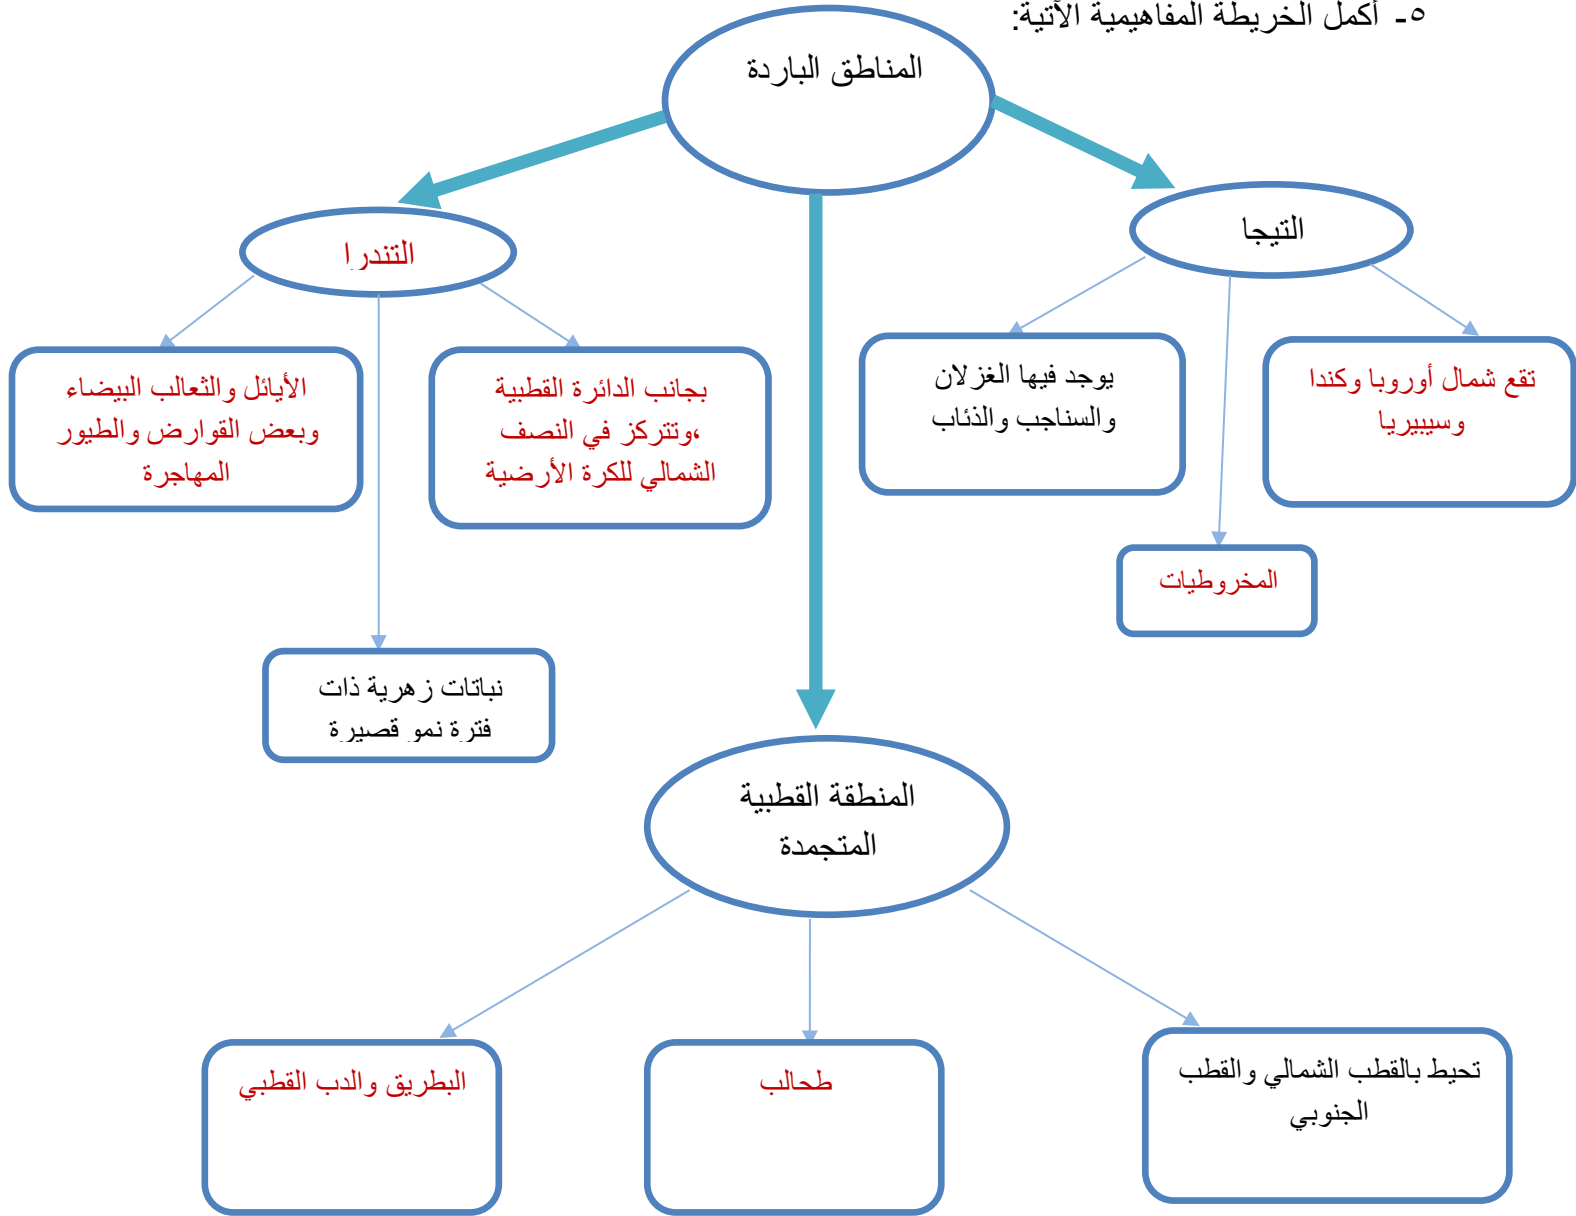 ٥- أكمل الخريطة المفاهيمية الآتية:
المناطق الباردة
التيجا
تقع شمال أوروبا وكندا
وسيبيريا
المخروطيات
يوجد فيها الغزلان
والسناجب والذئاب
التندرا
بجانب الدائرة القطبية
،وتتركز في النصف
الشمالي للكرة الأرضية
نباتات زهرية ذات
فترة نمو قصيرة
الأيائل والثعالب البيضاء
وبعض القوارض والطيور
المهاجرة
المنطقة القطبية
المتجمدة
تحيط بالقطب الشمالي والقطب
الجنوبي
طحالب
البطريق والدب القطبي